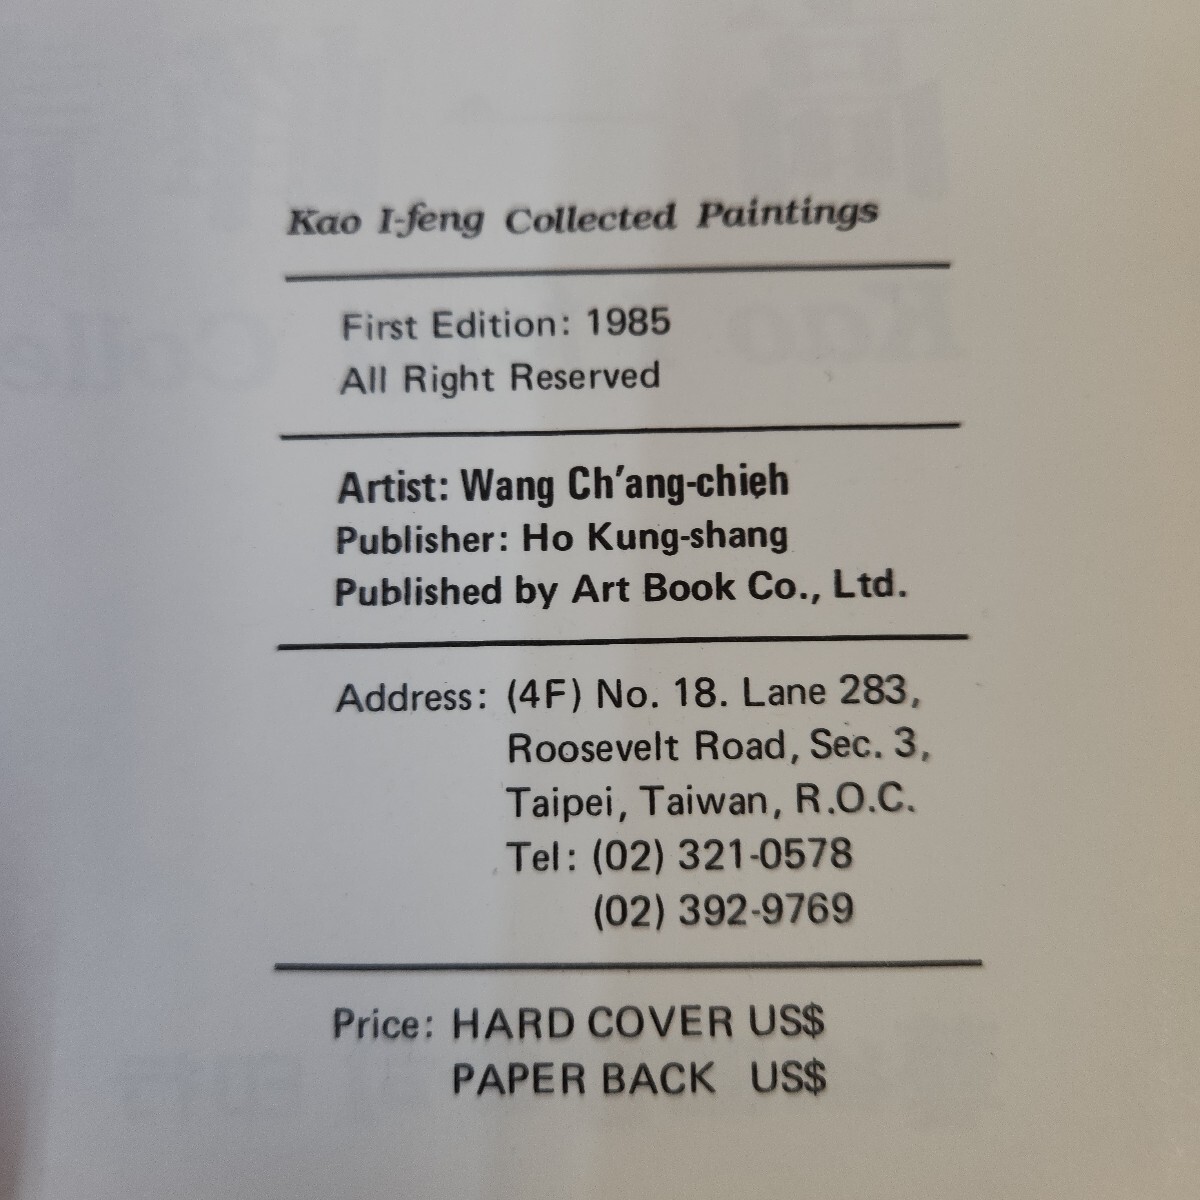 Kao I-feng Collected Paintings
First Edition: 1985
All Right Reserved
Artist: Wang Ch'ang-chieh
Publisher: Ho Kung-shang
Published by Art Book Co., Ltd.
Address: (4F) No. 18. Lane 283,
Roosevelt Road, Sec. 3,
Taipei, Taiwan, R.O.C.
Tel: (02) 321-0578
(02) 392-9769
Price: HARD COVER US$
PAPER BACK US$